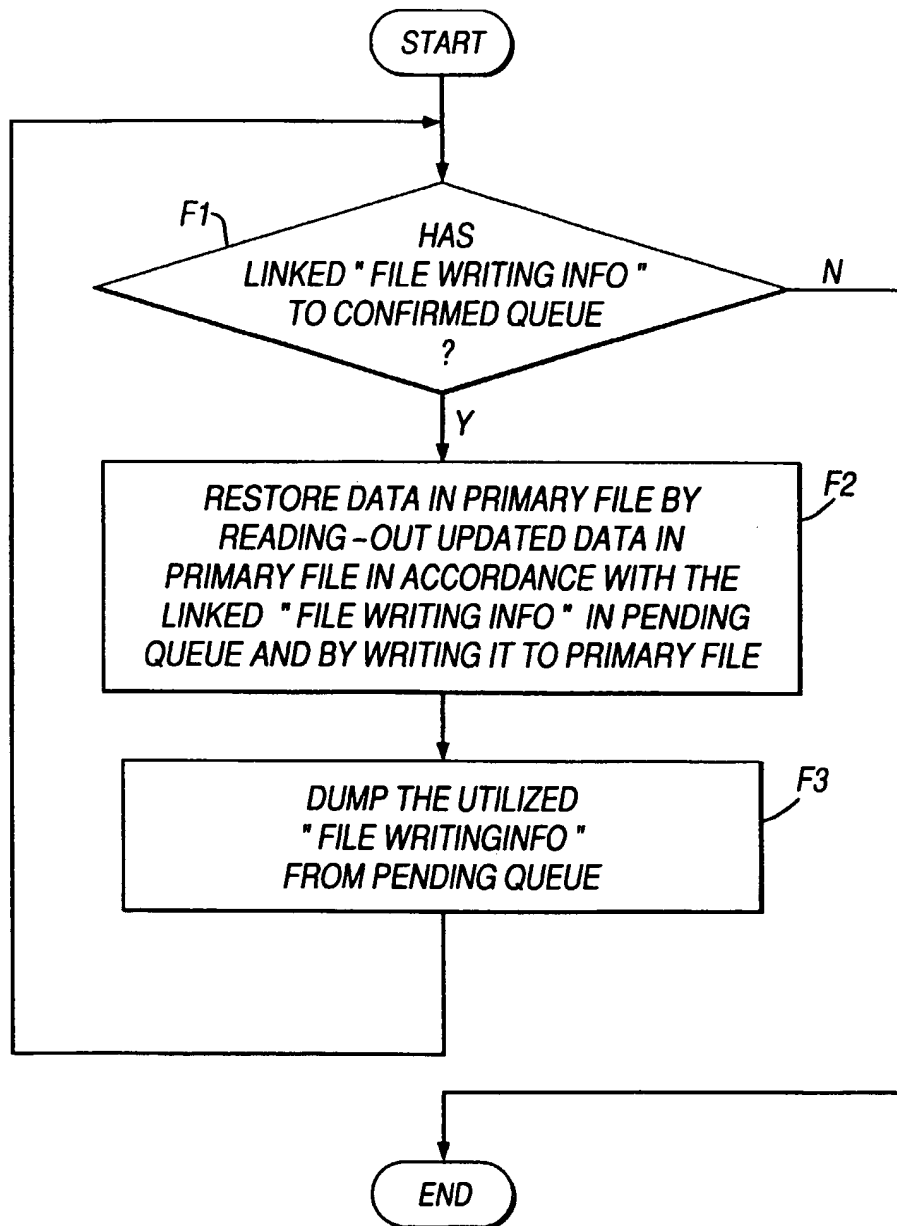 START
F1
HAS
LINKED " FILE WRITING INFO "
TO CONFIRMED QUEUE
?
N
Y
F2
RESTORE DATA IN PRIMARY FILE BY
READING-OUT UPDATED DATA IN
PRIMARY FILE IN ACCORDANCE WITH THE
LINKED " FILE WRITING INFO " IN PENDING
QUEUE AND BY WRITING IT TO PRIMARY FILE
F3
DUMP THE UTILIZED
" FILE WRITINGINFO "
FROM PENDING QUEUE
END